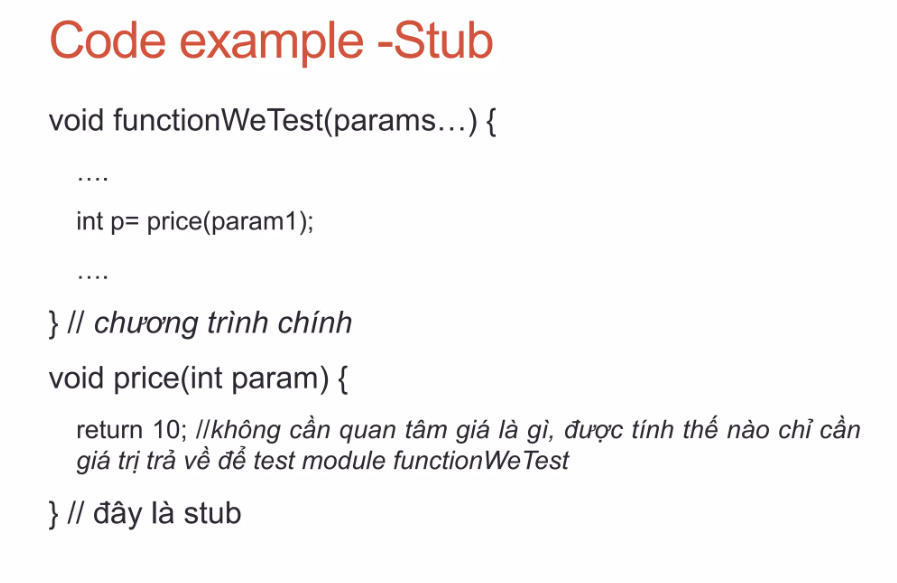 Code example -Stub
void functionWeTest(params…) {
….
int p= price(param1);
….
} // chương trình chính
void price(int param) {
return 10; //không cần quan tâm giá là gì, được tính thế nào chỉ cần
giá trị trả về để test module functionWeTest
} // đây là stub